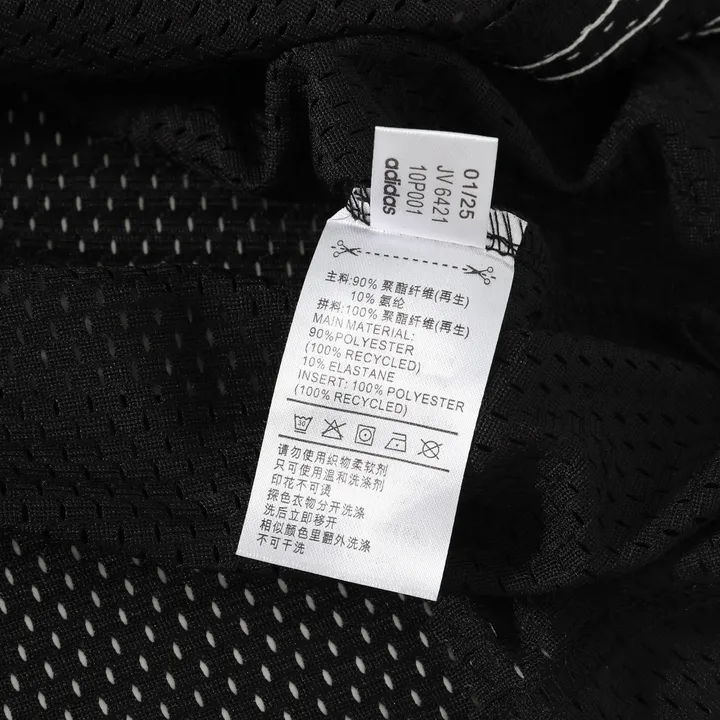 01/25
JV6421
10P001
adidas
主料:90% 聚酯纤维(再生)
10% 氨纶
拼料:100% 聚酯纤维(再生)
MAIN MATERIAL:
90%POLYESTER
(100% RECYCLED)
10% ELASTANE
INSERT: 100% POLYESTER
(100% RECYCLED)
30
请勿使用织物柔软剂
只可使用温和洗涤剂
印花不可烫
探色衣物分开洗涤
洗后立即移开
相似颜色里翻外洗涤
不可干洗